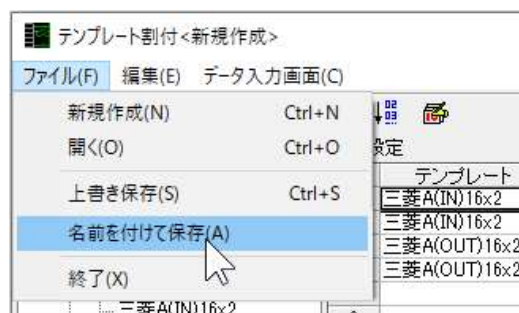 テンプレート割付<新規作成>
ファイル(F) 編集(E) データ入力画面(C)
新規作成(N) Ctrl+N
開く(O) Ctrl+O
設定
テンプレート
上書き保存(S) Ctrl+S
三菱A(IN)16x2
名前を付けて保存(A)
三菱A(IN)16x2
三菱A(OUT)16x2
三菱A(OUT)16x2
終了(X)
三菱A(IN)16x2